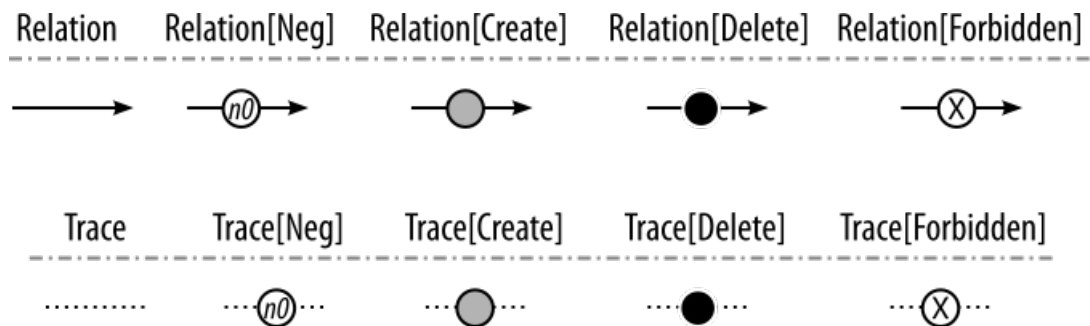 Relation Relation[Neg] Relation[Create] Relation[Delete] Relation[Forbidden]
n0 X
Trace Trace[Neg] Trace[Create] Trace[Delete] Trace[Forbidden]
n0 X